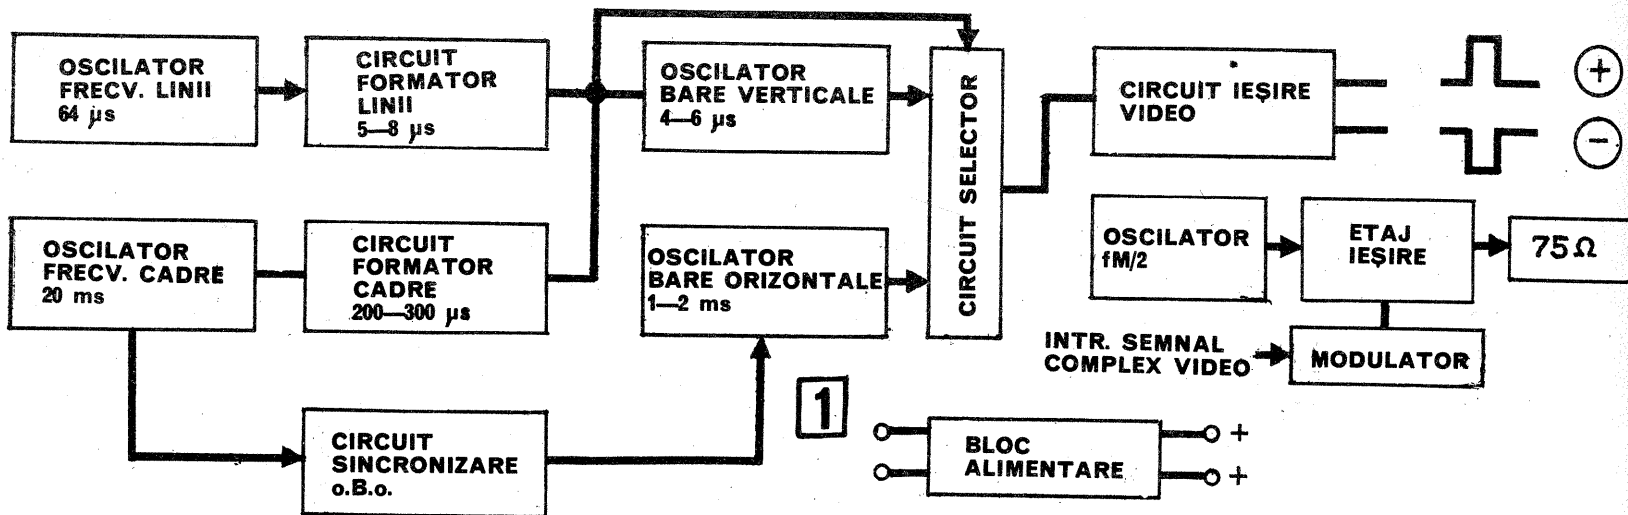 OSCILATOR
FRECV. LINII
64 µs
CIRCUIT
FORMATOR
LINII
5—8 µs
OSCILATOR
BARE VERTICALE
4—6 µs
CIRCUIT SELECTOR
CIRCUIT IEȘIRE
VIDEO
+
−
OSCILATOR
FRECV. CADRE
20 ms
CIRCUIT
FORMATOR
CADRE
200—300 µs
OSCILATOR
BARE ORIZONTALE
1—2 ms
OSCILATOR
fM/2
ETAJ
IEȘIRE
75Ω
INTR. SEMNAL
COMPLEX VIDEO
MODULATOR
1
CIRCUIT
SINCRONIZARE
o.B.o.
BLOC
ALIMENTARE
+
+